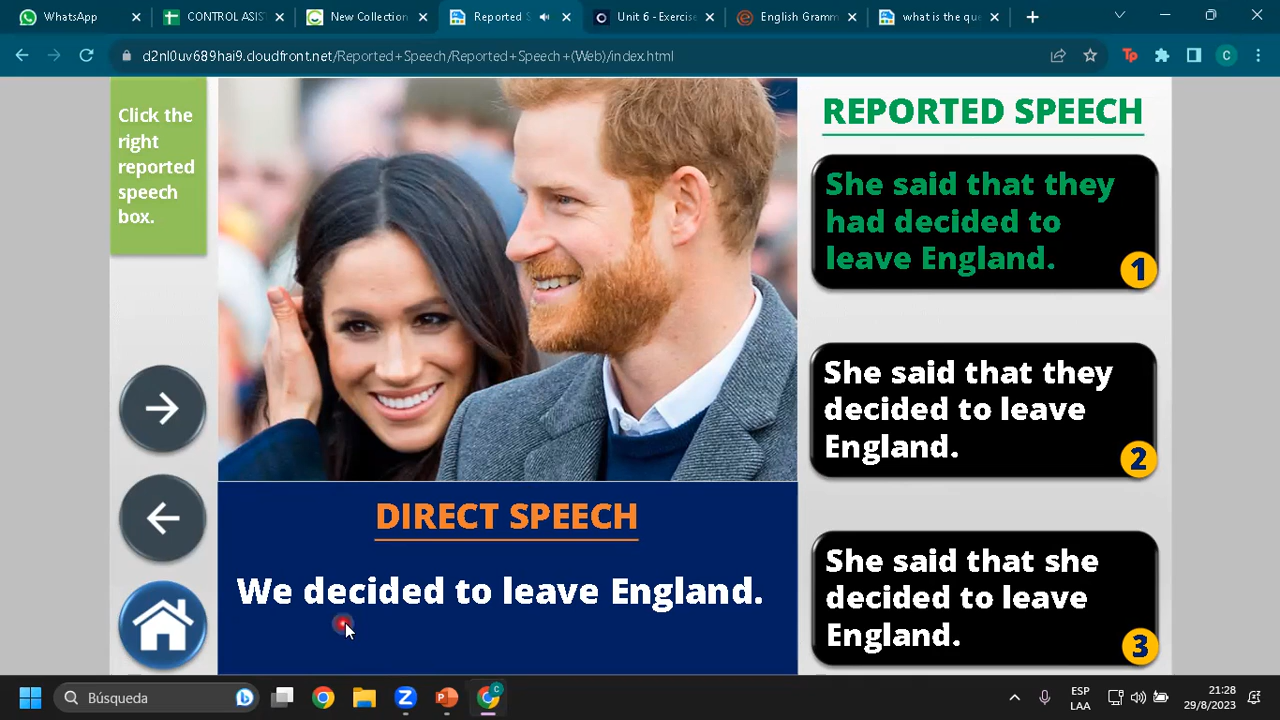 WhatsApp
CONTROL ASIS
New Collection
Reported S
Unit 6 - Exercise
English Gramm
what is the que
d2nl0uv689hai9.cloudfront.net/Reported+Speech/Reported+Speech+(Web)/index.html
Tp
C
Click the
right
reported
speech
box.
REPORTED SPEECH
She said that they
had decided to
leave England.
1
She said that they
decided to leave
England.
2
She said that she
decided to leave
England.
3
DIRECT SPEECH
We decided to leave England.
Búsqueda
ESP
LAA
21:28
29/8/2023